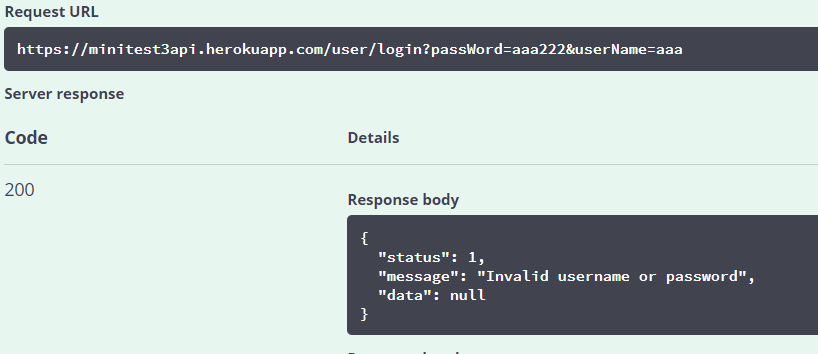 Request URL
https://minitest3api.herokuapp.com/user/login?passWord=aaa222&userName=aaa
Server response
Code Details
200
Response body
{
"status": 1,
"message": "Invalid username or password",
"data": null
}